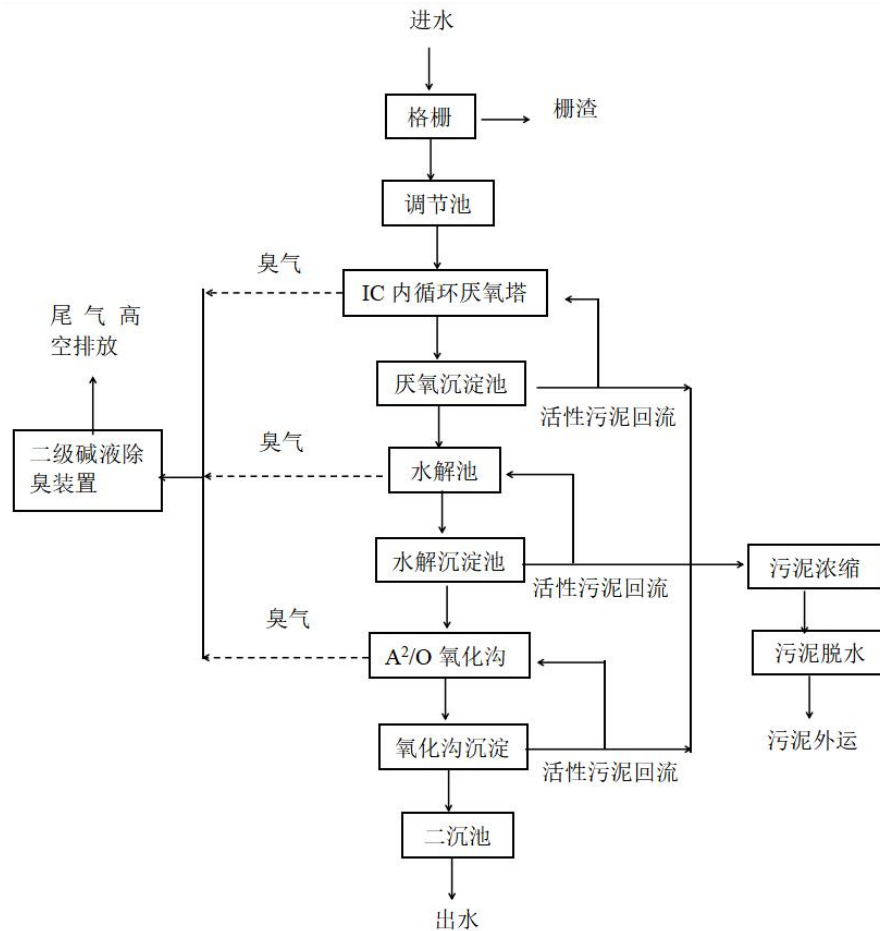 进水
格栅
栅渣
调节池
臭气
IC 内循环厌氧塔
尾 气 高
空排放
厌氧沉淀池
活性污泥回流
二级碱液除
臭装置
臭气
水解池
水解沉淀池
活性污泥回流
污泥浓缩
臭气
A²/O 氧化沟
污泥脱水
氧化沟沉淀
活性污泥回流
污泥外运
二沉池
出水